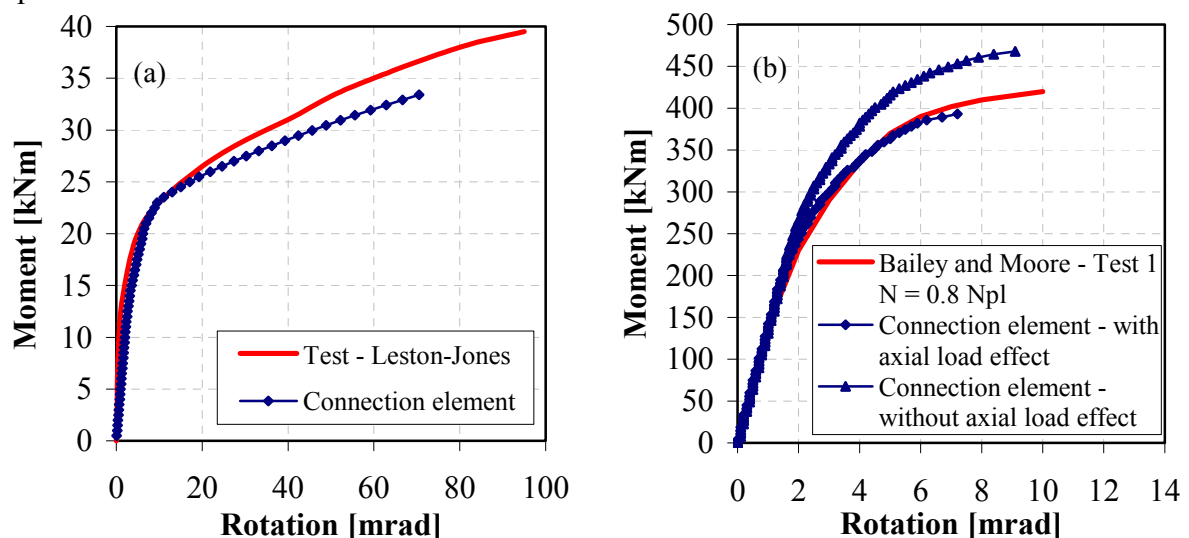 (a)
Moment [kNm]
40
35
30
25
20
15
10
5
0
Test - Leston-Jones
Connection element
0 20 40 60 80 100
Rotation [mrad]
(b)
Moment [kNm]
500
450
400
350
300
250
200
150
100
50
0
Bailey and Moore - Test 1
N = 0.8 Npl
Connection element - with
axial load effect
Connection element -
without axial load effect
0 2 4 6 8 10 12 14
Rotation [mrad]